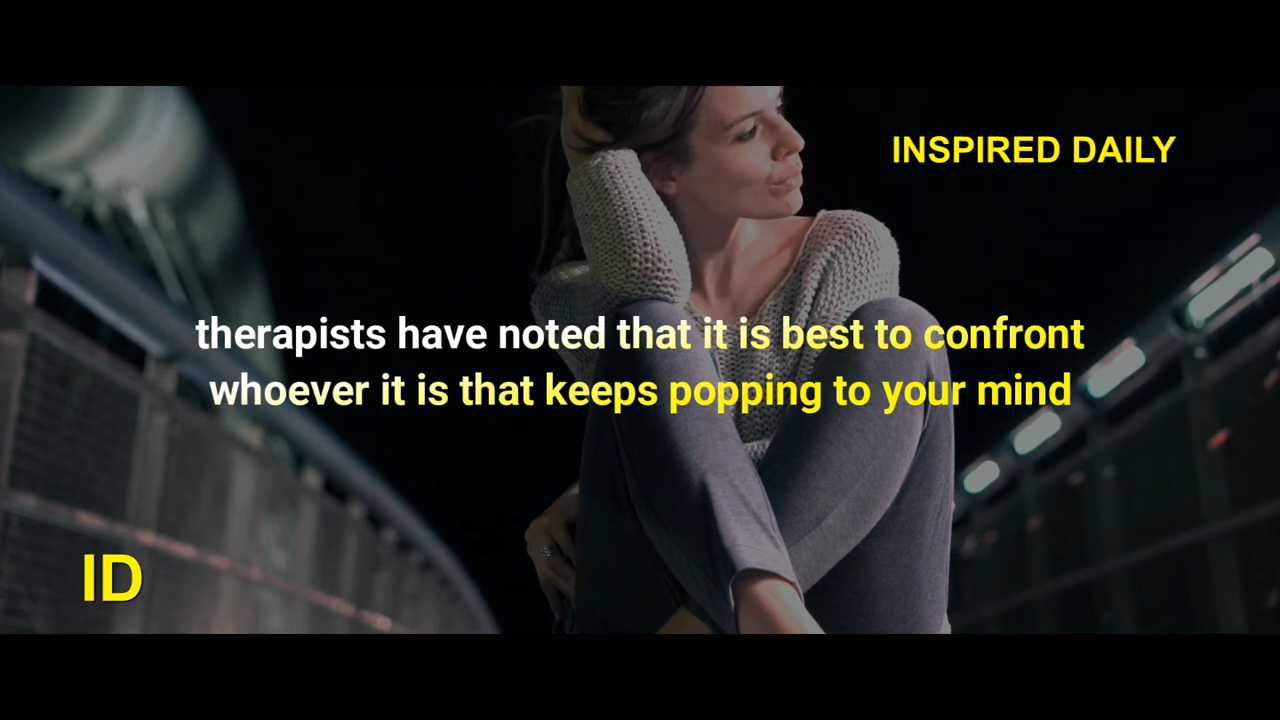 INSPIRED DAILY
therapists have noted that it is best to confront
whoever it is that keeps popping to your mind
ID